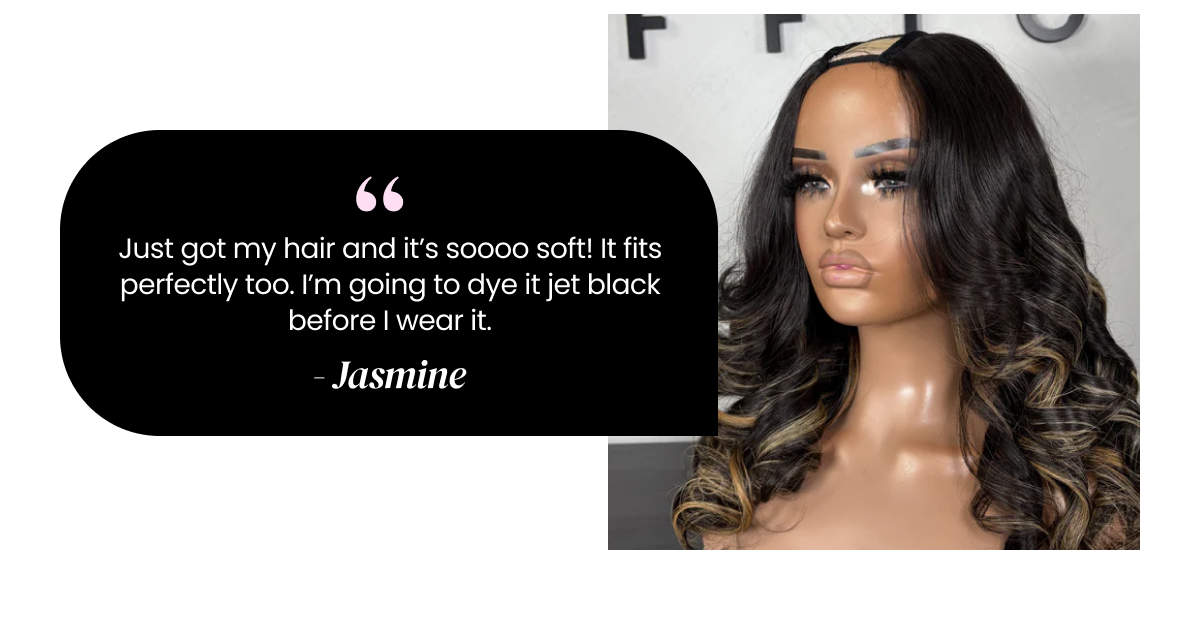 F F I O
“
Just got my hair and it’s soooo soft! It fits
perfectly too. I’m going to dye it jet black
before I wear it.
- Jasmine